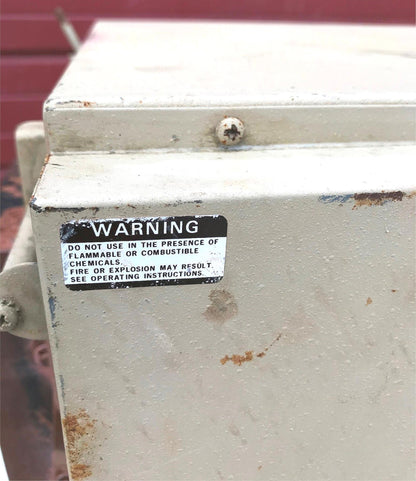 WARNING
DO NOT USE IN THE PRESENCE OF
FLAMMABLE OR COMBUSTIBLE
CHEMICALS.
FIRE OR EXPLOSION MAY RESULT.
SEE OPERATING INSTRUCTIONS.